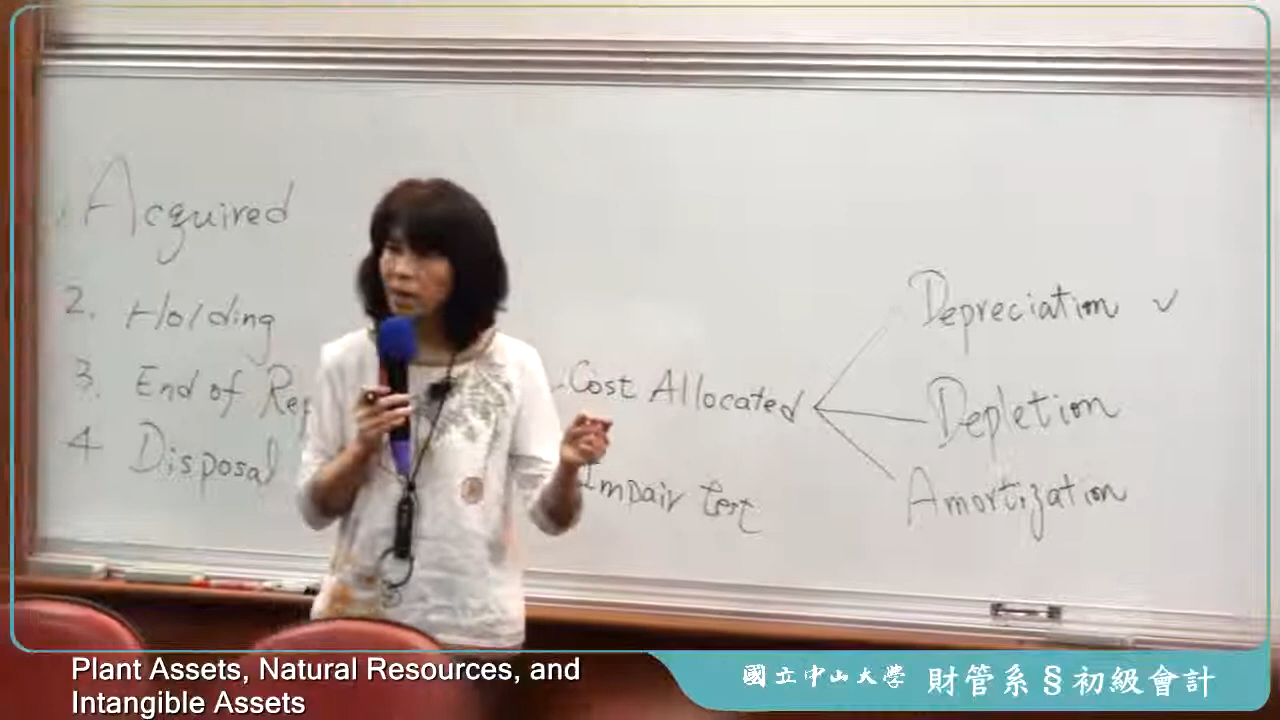 Acquired
2. Holding
3. End of Rep
4 Disposal
Cost Allocated
Impair test
Depreciation ✓
Depletion
Amortization
Plant Assets, Natural Resources, and
Intangible Assets
國立中山大學 財管系§初級會計